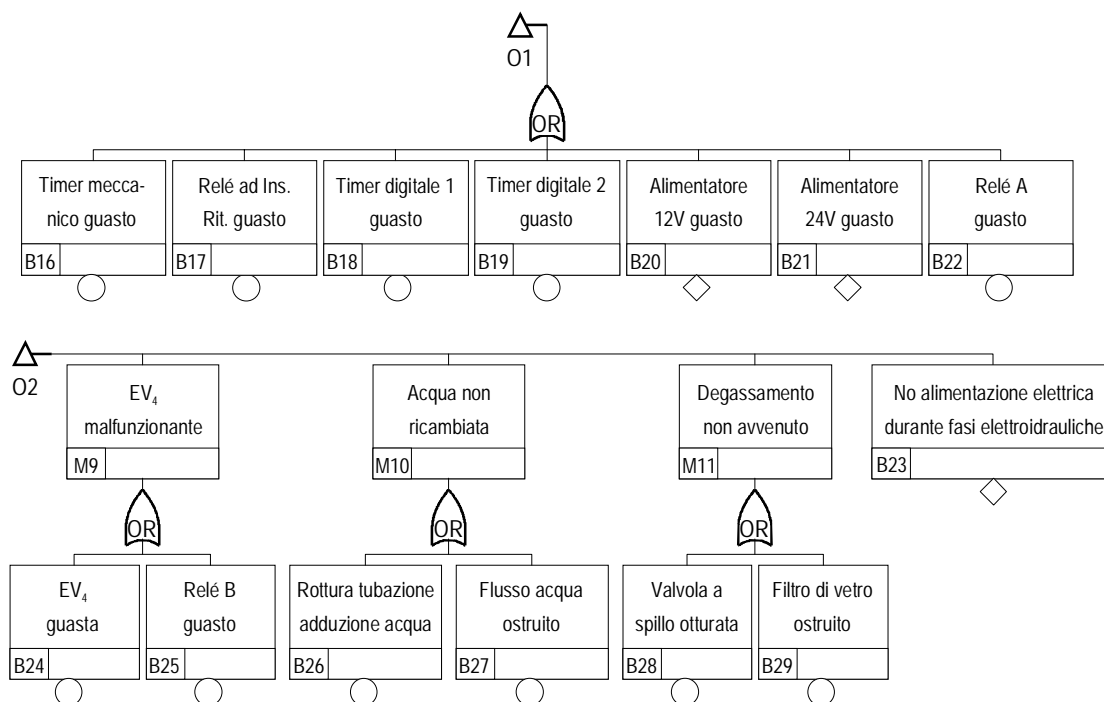 O1
OR
Timer mecca-
nico guasto
B16
Relé ad Ins.
Rit. guasto
B17
Timer digitale 1
guasto
B18
Timer digitale 2
guasto
B19
Alimentatore
12V guasto
B20
Alimentatore
24V guasto
B21
Relé A
guasto
B22
O2
EV₄
malfunzionante
M9
Acqua non
ricambiata
M10
Degassamento
non avvenuto
M11
No alimentazione elettrica
durante fasi elettroidrauliche
B23
OR
OR
OR
EV₄
guasta
B24
Relé B
guasto
B25
Rottura tubazione
adduzione acqua
B26
Flusso acqua
ostruito
B27
Valvola a
spillo otturata
B28
Filtro di vetro
ostruito
B29